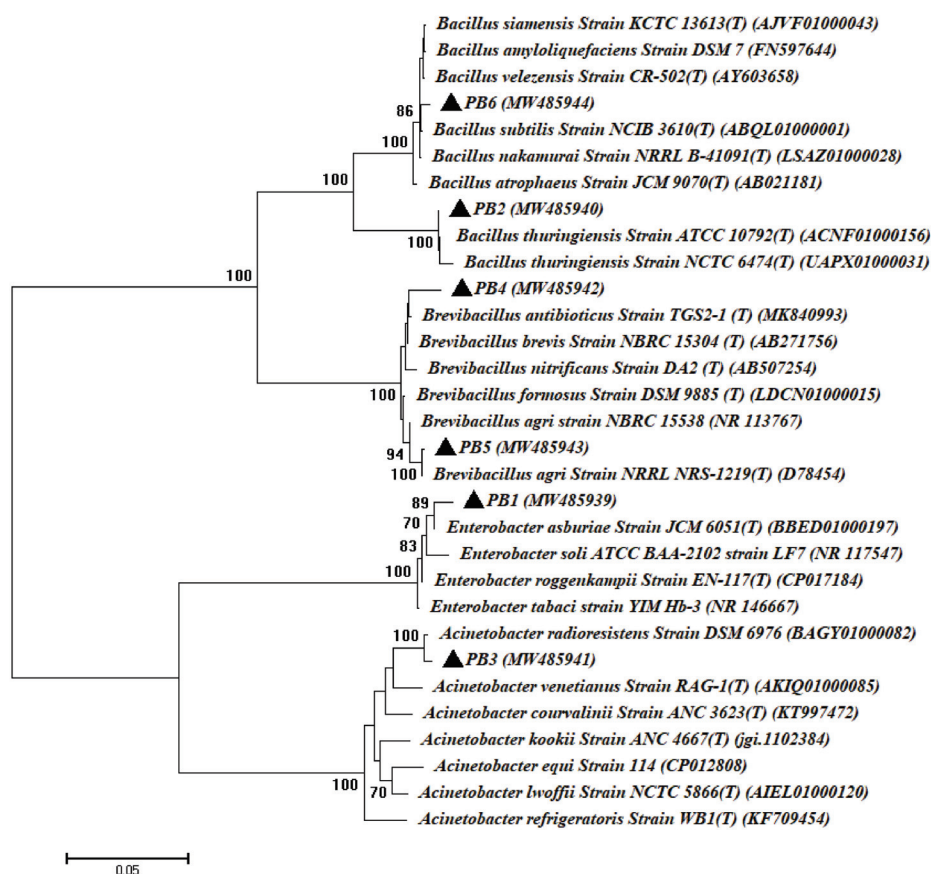 Bacillus siamensis Strain KCTC 13613(T) (AJVF01000043)
Bacillus amyloliquefaciens Strain DSM 7 (FN597644)
Bacillus velezensis Strain CR-502(T) (AY603658)
PB6 (MW485944)
86
Bacillus subtilis Strain NCIB 3610(T) (ABQL01000001)
100
Bacillus nakamurai Strain NRRL B-41091(T) (LSAZ01000028)
100
Bacillus atrophaeus Strain JCM 9070(T) (AB021181)
PB2 (MW485940)
100
Bacillus thuringiensis Strain ATCC 10792(T) (ACNF01000156)
Bacillus thuringiensis Strain NCTC 6474(T) (UAPX01000031)
100
PB4 (MW485942)
Brevibacillus antibioticus Strain TGS2-1 (T) (MK840993)
Brevibacillus brevis Strain NBRC 15304 (T) (AB271756)
Brevibacillus nitrificans Strain DA2 (T) (AB507254)
100
Brevibacillus formosus Strain DSM 9885 (T) (LDCN01000015)
Brevibacillus agri strain NBRC 15538 (NR 113767)
PB5 (MW485943)
94
100
Brevibacillus agri Strain NRRL NRS-1219(T) (D78454)
89
PB1 (MW485939)
70
Enterobacter asburiae Strain JCM 6051(T) (BBED01000197)
83
Enterobacter soli ATCC BAA-2102 strain LF7 (NR 117547)
100
Enterobacter roggenkampii Strain EN-117(T) (CP017184)
Enterobacter tabaci strain YIM Hb-3 (NR 146667)
100
Acinetobacter radioresistens Strain DSM 6976 (BAGY01000082)
PB3 (MW485941)
Acinetobacter venetianus Strain RAG-1(T) (AKIQ01000085)
Acinetobacter courvalinii Strain ANC 3623(T) (KT997472)
Acinetobacter kookii Strain ANC 4667(T) (jgi.1102384)
Acinetobacter equi Strain 114 (CP012808)
100
70
Acinetobacter lwoffii Strain NCTC 5866(T) (AIEL01000120)
Acinetobacter refrigeratoris Strain WB1(T) (KF709454)
0.05